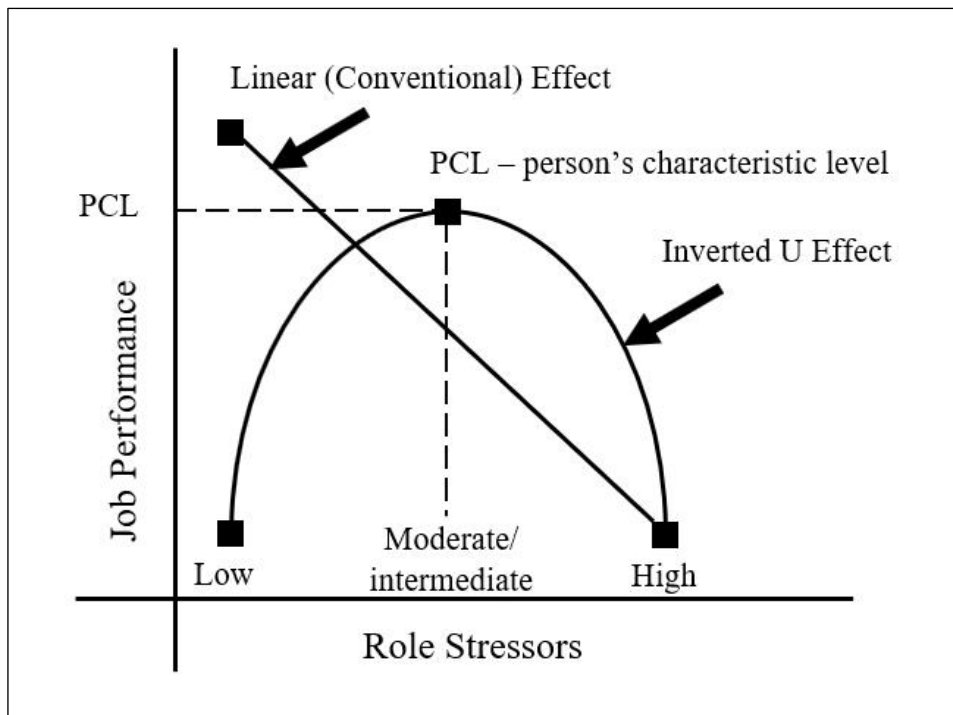 Linear (Conventional) Effect
PCL – person’s characteristic level
PCL
Inverted U Effect
Job Performance
Low
Moderate/
intermediate
High
Role Stressors